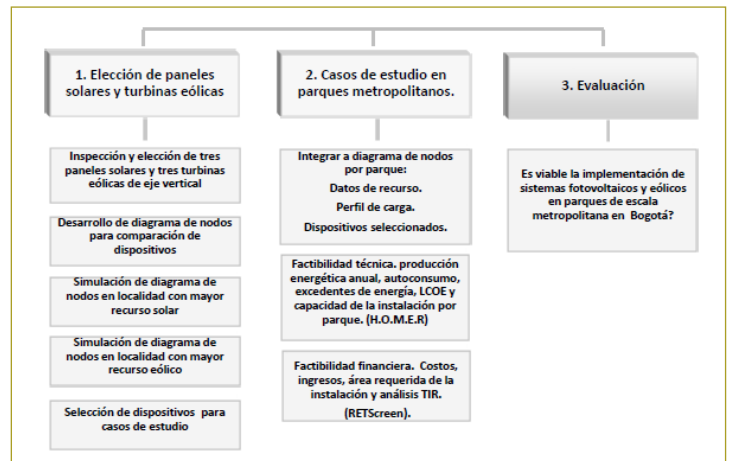 1. Elección de paneles
solares y turbinas eólicas
Inspección y elección de tres
paneles solares y tres turbinas
eólicas de eje vertical
Desarrollo de diagrama de nodos
para comparación de
dispositivos
Simulación de diagrama de
nodos en localidad con mayor
recurso solar
Simulación de diagrama de
nodos en localidad con mayor
recurso eólico
Selección de dispositivos para
casos de estudio
2. Casos de estudio en
parques metropolitanos.
Integrar a diagrama de nodos
por parque:
Datos de recurso.
Perfil de carga.
Dispositivos seleccionados.
Factibilidad técnica. producción
energética anual, autoconsumo,
excedentes de energía, LCOE y
capacidad de la instalación por
parque. (H.O.M.E.R)
Factibilidad financiera. Costos,
ingresos, área requerida de la
instalación y análisis TIR.
(RETScreen).
3. Evaluación
Es viable la implementación de
sistemas fotovoltaicos y eólicos
en parques de escala
metropolitana en Bogotá?